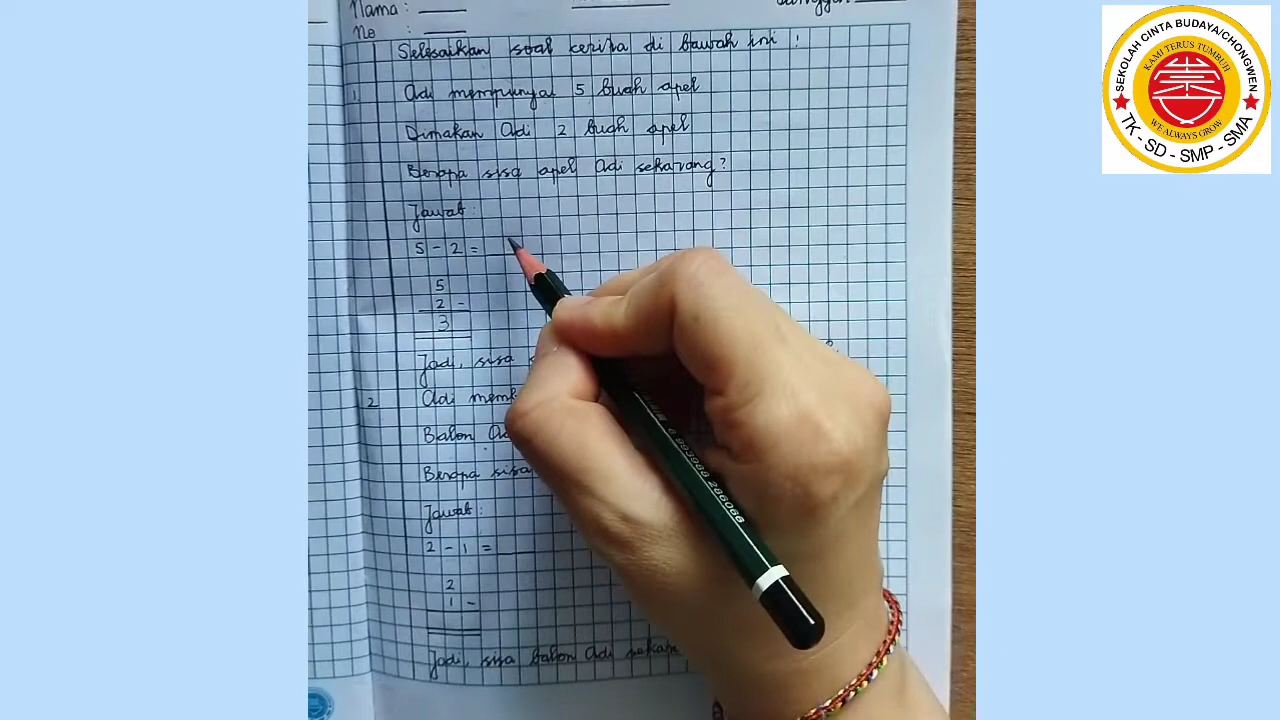 Nama :
No :
Selesaikan soal cerita di bawah ini !
1. Adi mempunyai 5 buah apel
Dimakan Adi 2 buah apel
Berapa sisa apel Adi sekarang?
Jawab :
5 - 2 =
5
2 -
3
Jadi, sisa
2 Adi
Balon
Berapa sisa
Jawab :
2 - 1 =
2
1 -
Jadi, sisa balon Adi
6 993988 266068
SEKOLAH CINTA BUDAYA/CHONGWEN
KAMI TERUS TUMBUH
WE ALWAYS GROW
TK - SD - SMP - SMA